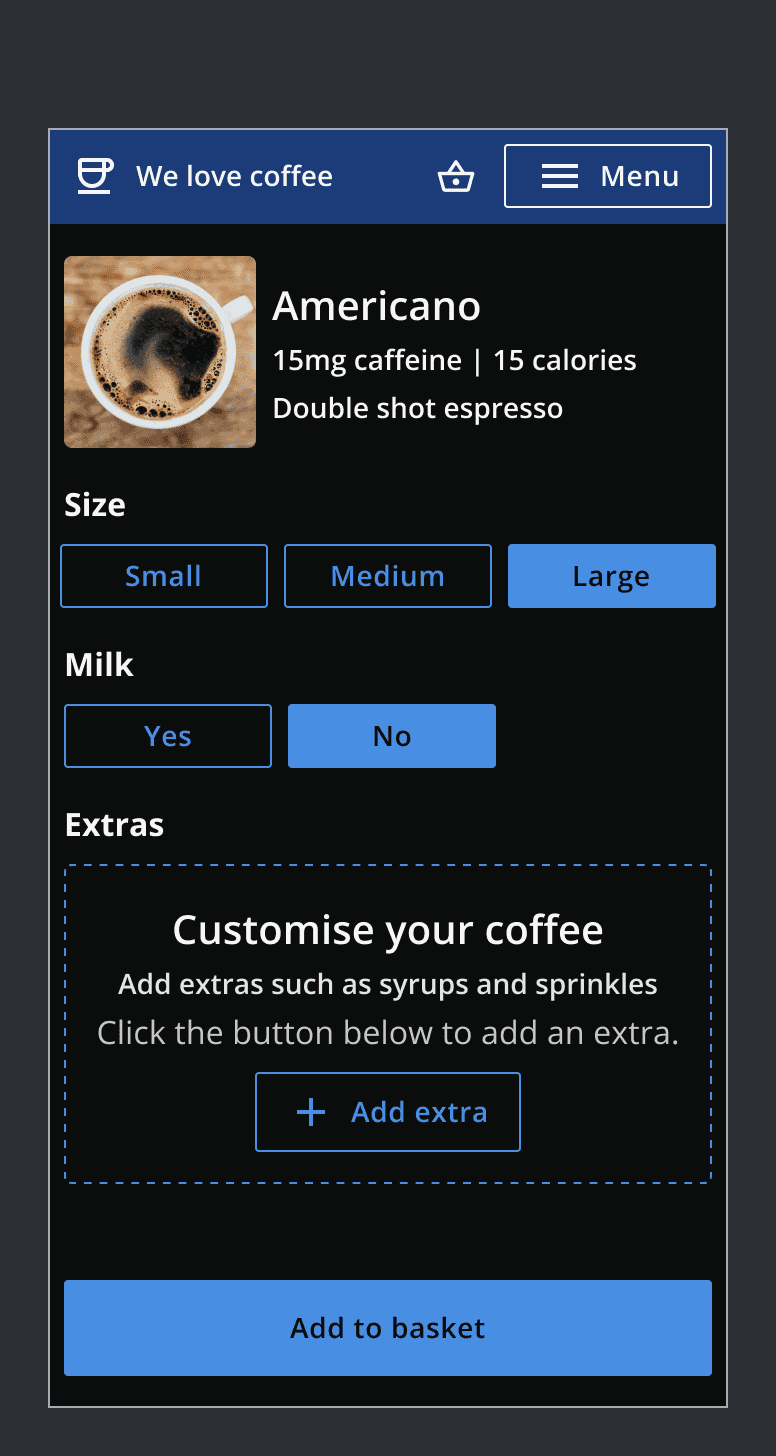 We love coffee
Menu
Americano
15mg caffeine | 15 calories
Double shot espresso
Size
Small Medium Large
Milk
Yes No
Extras
Customise your coffee
Add extras such as syrups and sprinkles
Click the button below to add an extra.
Add extra
Add to basket